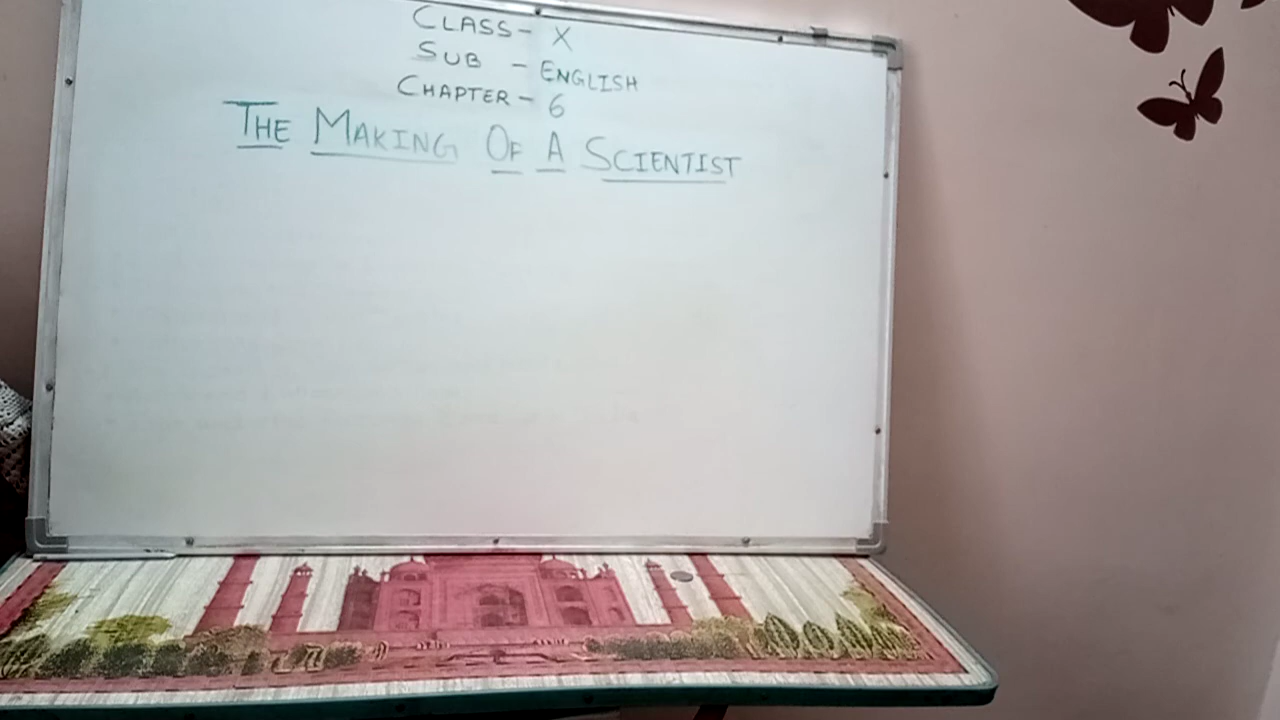 CLASS- X
SUB - ENGLISH
CHAPTER - 6
THE MAKING OF A SCIENTIST